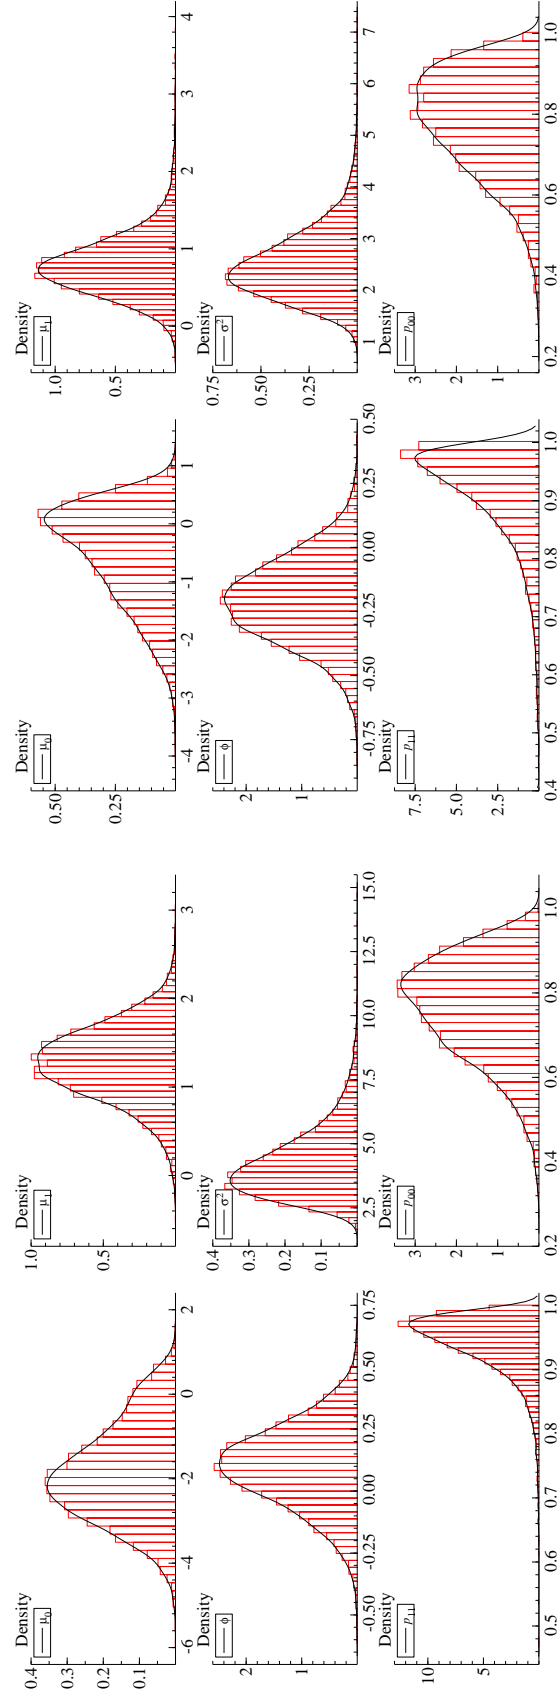 Density
μ₀
0.4
0.3
0.2
0.1
-6 -4 -2 0 2
Density
μ₁
1.0
0.5
0 1 2 3
Density
μ₀
0.50
0.25
-4 -3 -2 -1 0 1
Density
μ₁
1.0
0.5
0 1 2 3 4
Density
ϕ
2
1
-0.50 -0.25 0.00 0.25 0.50 0.75
Density
σ²
0.4
0.3
0.2
0.1
2.5 5.0 7.5 10.0 12.5 15.0
Density
ϕ
2
1
-0.75 -0.50 -0.25 0.00 0.25 0.50
Density
σ²
0.75
0.50
0.25
1 2 3 4 5 6 7
Density
p₁₁
10
5
0.5 0.6 0.7 0.8 0.9 1.0
Density
p₀₀
3
2
1
0.2 0.4 0.6 0.8 1.0
Density
p₁₁
7.5
5.0
2.5
0.4 0.5 0.6 0.7 0.8 0.9 1.0
Density
p₀₀
3
2
1
0.2 0.4 0.6 0.8 1.0